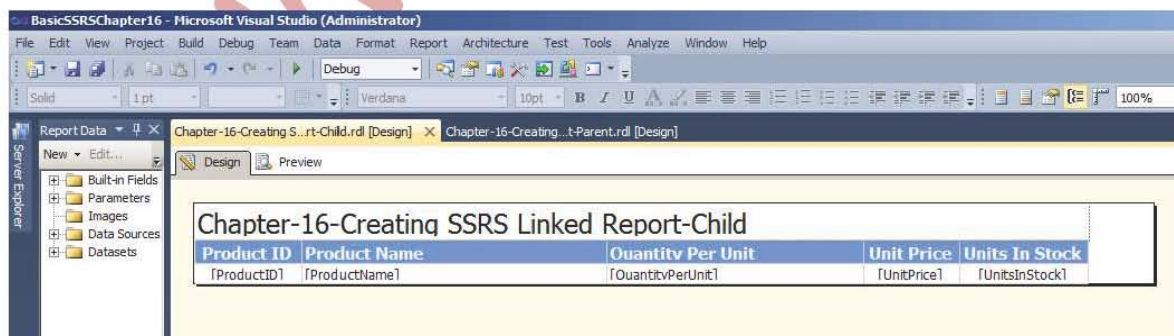 BasicSSRSChapter16 - Microsoft Visual Studio (Administrator)
File Edit View Project Build Debug Team Data Format Report Architecture Test Tools Analyze Window Help
Debug
Solid 1 pt Verdana 10pt B I U A 100%
Server Explorer
Report Data
Chapter-16-Creating S...rt-Child.rdl [Design] Chapter-16-Creating...t-Parent.rdl [Design]
New Edit...
Design Preview
Built-in Fields
Parameters
Images
Data Sources
Datasets
Chapter-16-Creating SSRS Linked Report-Child
Product ID Product Name Quantity Per Unit Unit Price Units In Stock
[ProductID] [ProductName] [QuantityPerUnit] [UnitPrice] [UnitsInStock]